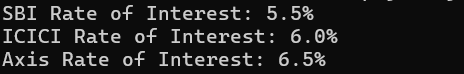 SBI Rate of Interest: 5.5%
ICICI Rate of Interest: 6.0%
Axis Rate of Interest: 6.5%